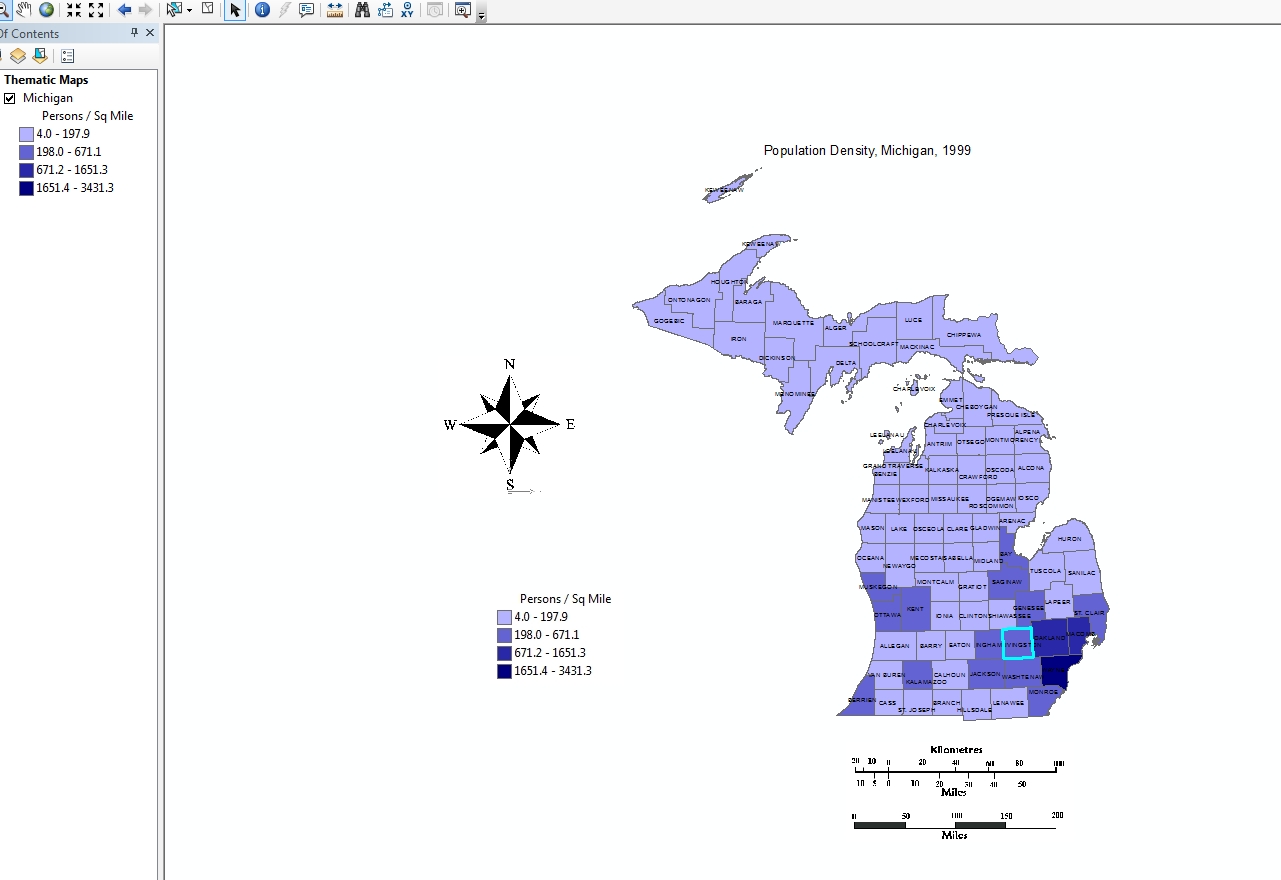 Of Contents
Thematic Maps
Michigan
Persons / Sq Mile
4.0 - 197.9
198.0 - 671.1
671.2 - 1651.3
1651.4 - 3431.3
Population Density, Michigan, 1999
KEWEENAW
KEWEENAW
HOUGHTON
ONTONAGON
BARAGA
GOGEBIC
MARQUETTE
ALGER
LUCE
CHIPPEWA
IRON
SCHOOLCRAFT
MACKINAC
DICKINSON
DELTA
MENOMINEE
CHARLEVOIX
EMMET
CHEBOYGAN
PRESQUE ISLE
CHARLEVOIX
LEELANAU
ANTRIM
OTSEGO
MONTMORENCY
ALPENA
LEELANAU
GRAND TRAVERSE
BENZIE
KALKASKA
CRAWFORD
OSCODA
ALCONA
MANISTEE
WEXFORD
MISSAUKEE
ROSCOMMON
OGEMAW
IOSCO
MASON
LAKE
OSCEOLA
CLARE
GLADWIN
ARENAC
HURON
OCEANA
NEWAYGO
MECOSTA
ISABELLA
MIDLAND
BAY
TUSCOLA
SANILAC
MUSKEGON
MONTCALM
GRATIOT
SAGINAW
OTTAWA
KENT
IONIA
CLINTON
SHIAWASSEE
GENESEE
LAPEER
ST. CLAIR
ALLEGAN
BARRY
EATON
INGHAM
IVINGST
OAKLAND
MACOMB
VAN BUREN
KALAMAZOO
CALHOUN
JACKSON
WASHTENAW
BERRIEN
CASS
ST. JOSEPH
BRANCH
HILLSDALE
LENAWEE
MONROE
N
W
E
S
Persons / Sq Mile
4.0 - 197.9
198.0 - 671.1
671.2 - 1651.3
1651.4 - 3431.3
Kilometres
20 10 0 20 40 60 80 100
10 5 0 10 20 30 40 50
Miles
0 50 100 150 200
Miles